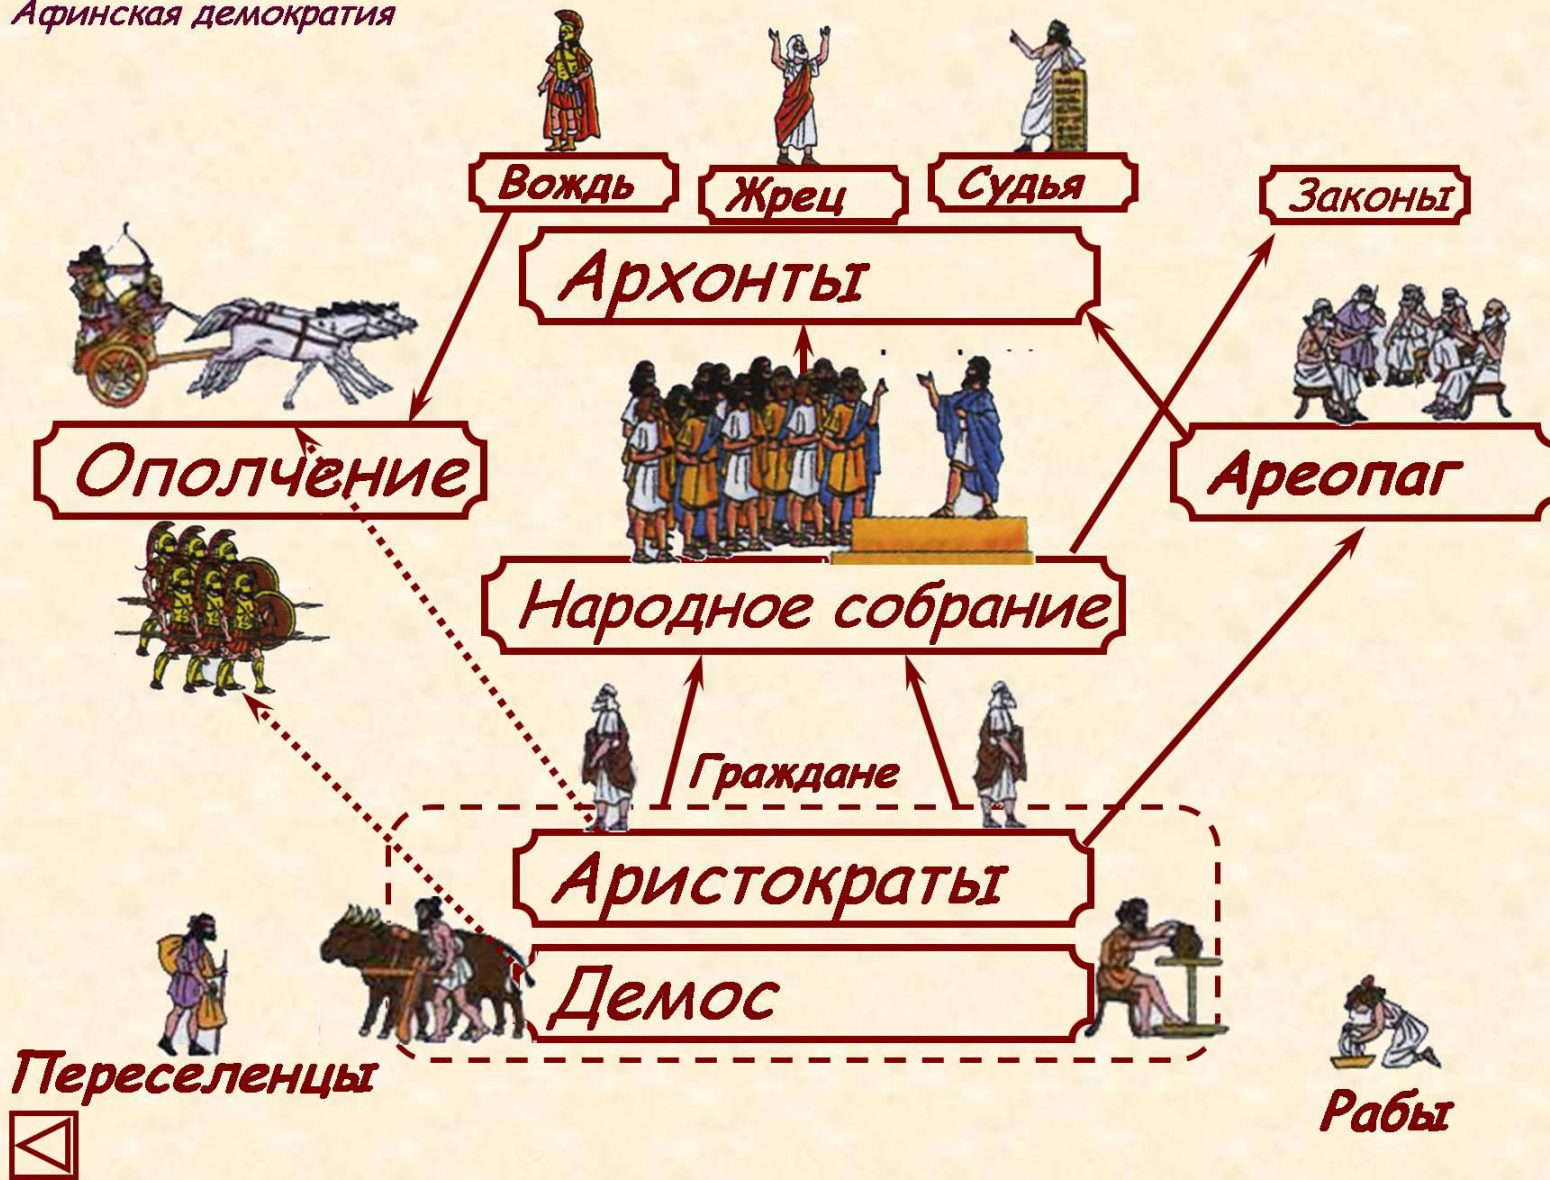 Афинская демократия
Вождь
Жрец
Судья
Законы
Архонты
Ополчение
Ареопаг
Народное собрание
Граждане
Аристократы
Демос
Переселенцы
Рабы